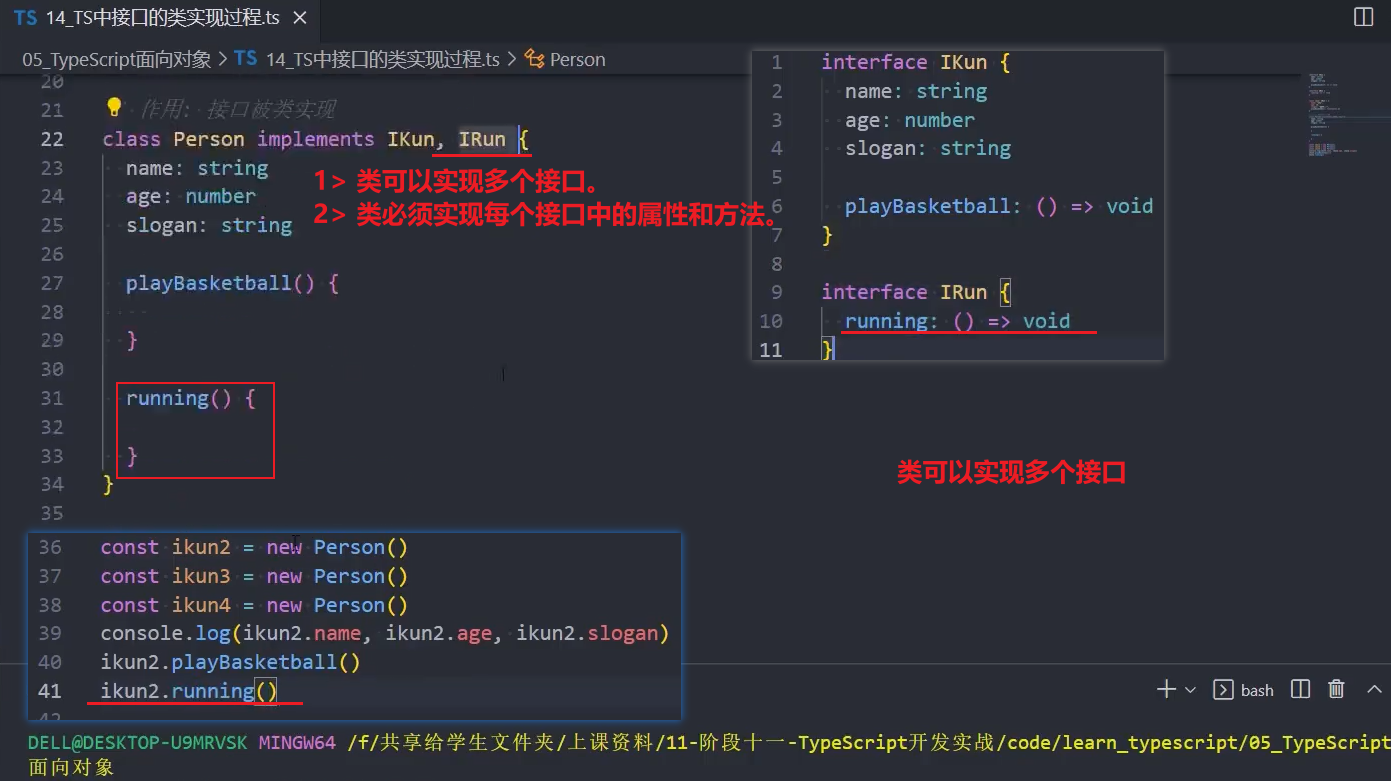 TS 14_TS中接口的类实现过程.ts ×
05_TypeScript面向对象 > TS 14_TS中接口的类实现过程.ts > Person
20
21 作用: 接口被类实现
22 class Person implements IKun, IRun {
23 name: string
24 age: number
25 slogan: string
26
27 playBasketball() {
28
29 }
30
31 running() {
32
33 }
34 }
35
1> 类可以实现多个接口。
2> 类必须实现每个接口中的属性和方法。
1 interface IKun {
2 name: string
3 age: number
4 slogan: string
5
6 playBasketball: () => void
7 }
8
9 interface IRun {
10 running: () => void
11 }
类可以实现多个接口
36 const ikun2 = new Person()
37 const ikun3 = new Person()
38 const ikun4 = new Person()
39 console.log(ikun2.name, ikun2.age, ikun2.slogan)
40 ikun2.playBasketball()
41 ikun2.running()
42
bash
DELL@DESKTOP-U9MRVSK MINGW64 /f/共享给学生文件夹/上课资料/11-阶段十一-TypeScript开发实战/code/learn_typescript/05_TypeScript
面向对象